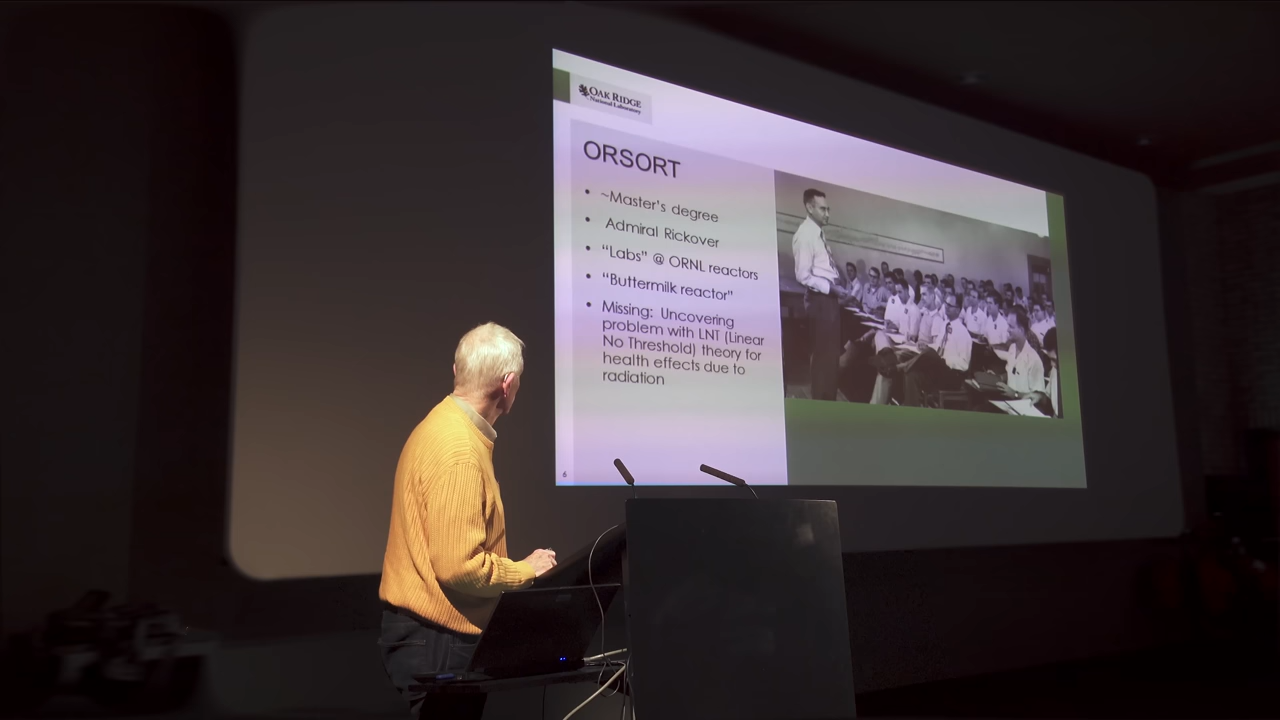 OAK RIDGE
National Laboratory
ORSORT
• ~Master's degree
• Admiral Rickover
• "Labs" @ ORNL reactors
• "Buttermilk reactor"
• Missing: Uncovering
problem with LNT (Linear
No Threshold) theory for
health effects due to
radiation
6